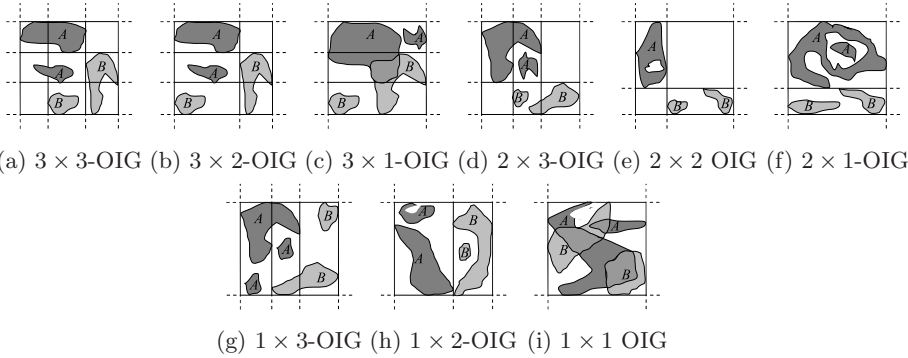 A A B B
A A B B
A A B B
A A B B
A B B
A A B B
(a) 3 × 3-OIG (b) 3 × 2-OIG (c) 3 × 1-OIG (d) 2 × 3-OIG (e) 2 × 2 OIG (f) 2 × 1-OIG
A B A A B
A B A B
A A B B
(g) 1 × 3-OIG (h) 1 × 2-OIG (i) 1 × 1 OIG